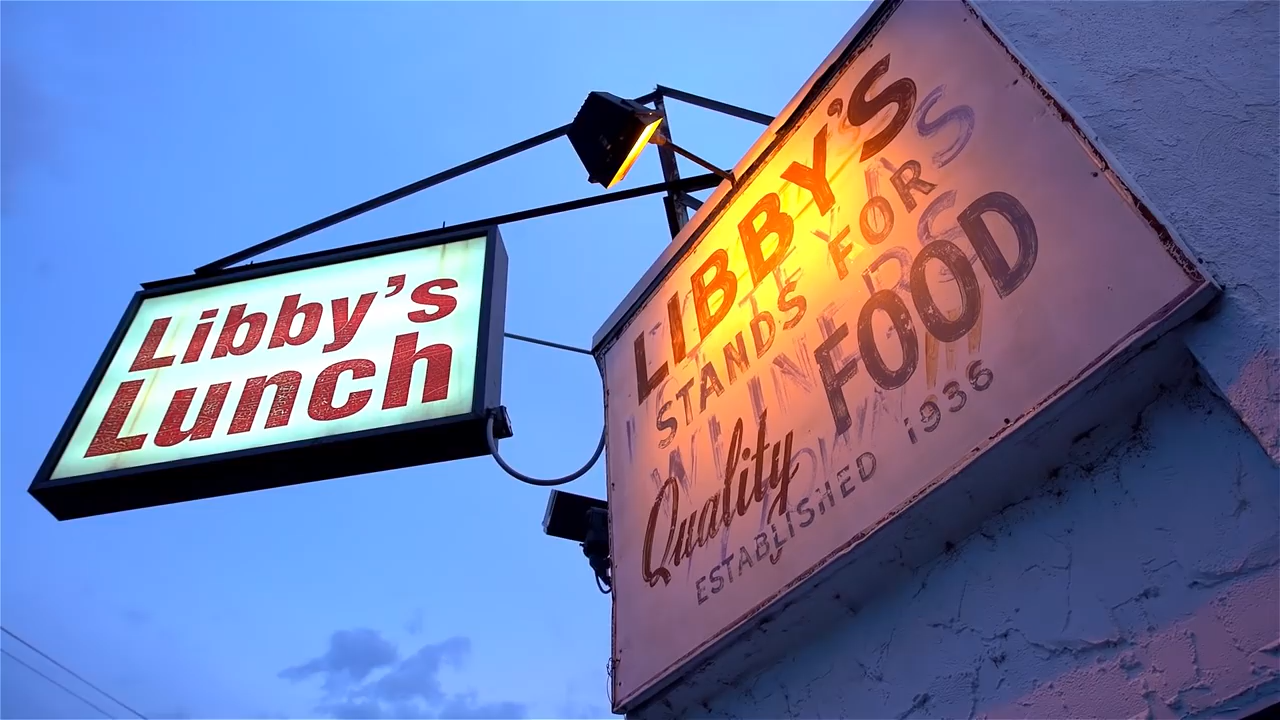 Libby's
Lunch
LIBBY'S
STANDS FOR
Quality FOOD
ESTABLISHED 1936